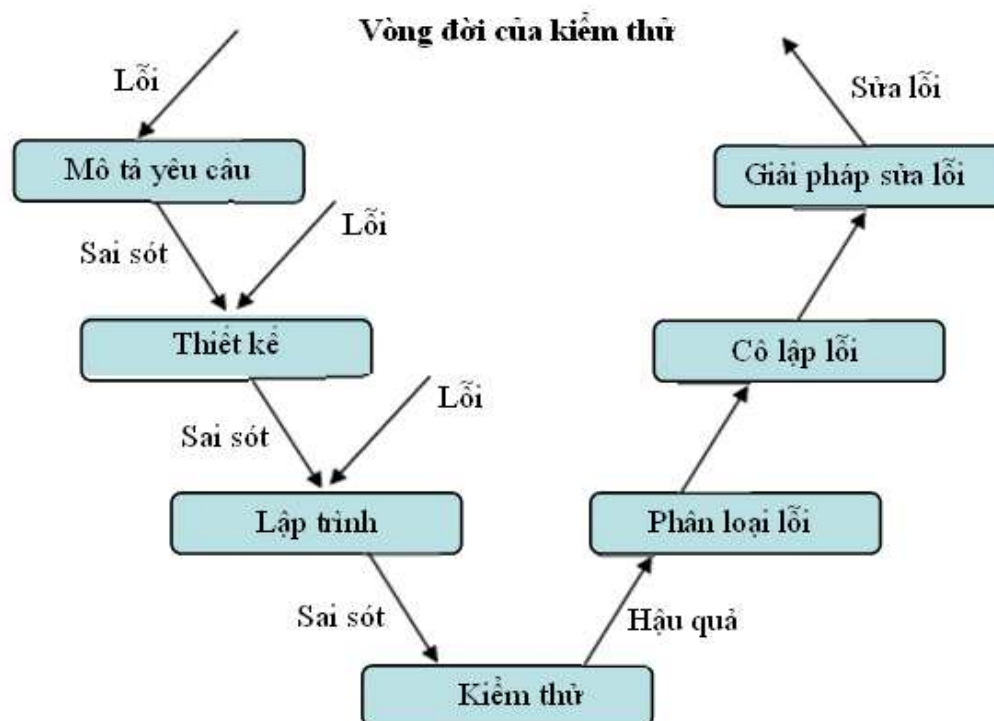 Vòng đời của kiểm thử
Lỗi
Sửa lỗi
Mô tả yêu cầu
Giải pháp sửa lỗi
Lỗi
Sai sót
Thiết kế
Cô lập lỗi
Lỗi
Sai sót
Lập trình
Phân loại lỗi
Sai sót
Hậu quả
Kiểm thử